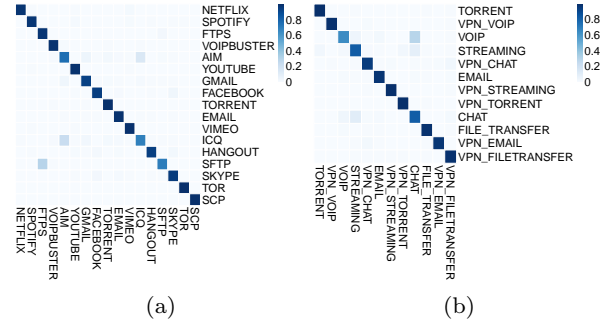 NETFLIX
SPOTIFY
FTPS
VOIPBUSTER
AIM
YOUTUBE
GMAIL
FACEBOOK
TORRENT
EMAIL
VIMEO
ICQ
HANGOUT
SFTP
SKYPE
TOR
SCP
0.8
0.6
0.4
0.2
0
NETFLIX
SPOTIFY
FTPS
VOIPBUSTER
AIM
YOUTUBE
GMAIL
FACEBOOK
TORRENT
EMAIL
VIMEO
ICQ
HANGOUT
SFTP
SKYPE
TOR
SCP
(a)
TORRENT
VPN_VOIP
VOIP
STREAMING
VPN_CHAT
EMAIL
VPN_STREAMING
VPN_TORRENT
CHAT
FILE_TRANSFER
VPN_EMAIL
VPN_FILETRANSFER
0.8
0.6
0.4
0.2
0
TORRENT
VPN_VOIP
VOIP
STREAMING
VPN_CHAT
EMAIL
VPN_STREAMING
VPN_TORRENT
CHAT
FILE_TRANSFER
VPN_EMAIL
VPN_FILETRANSFER
(b)